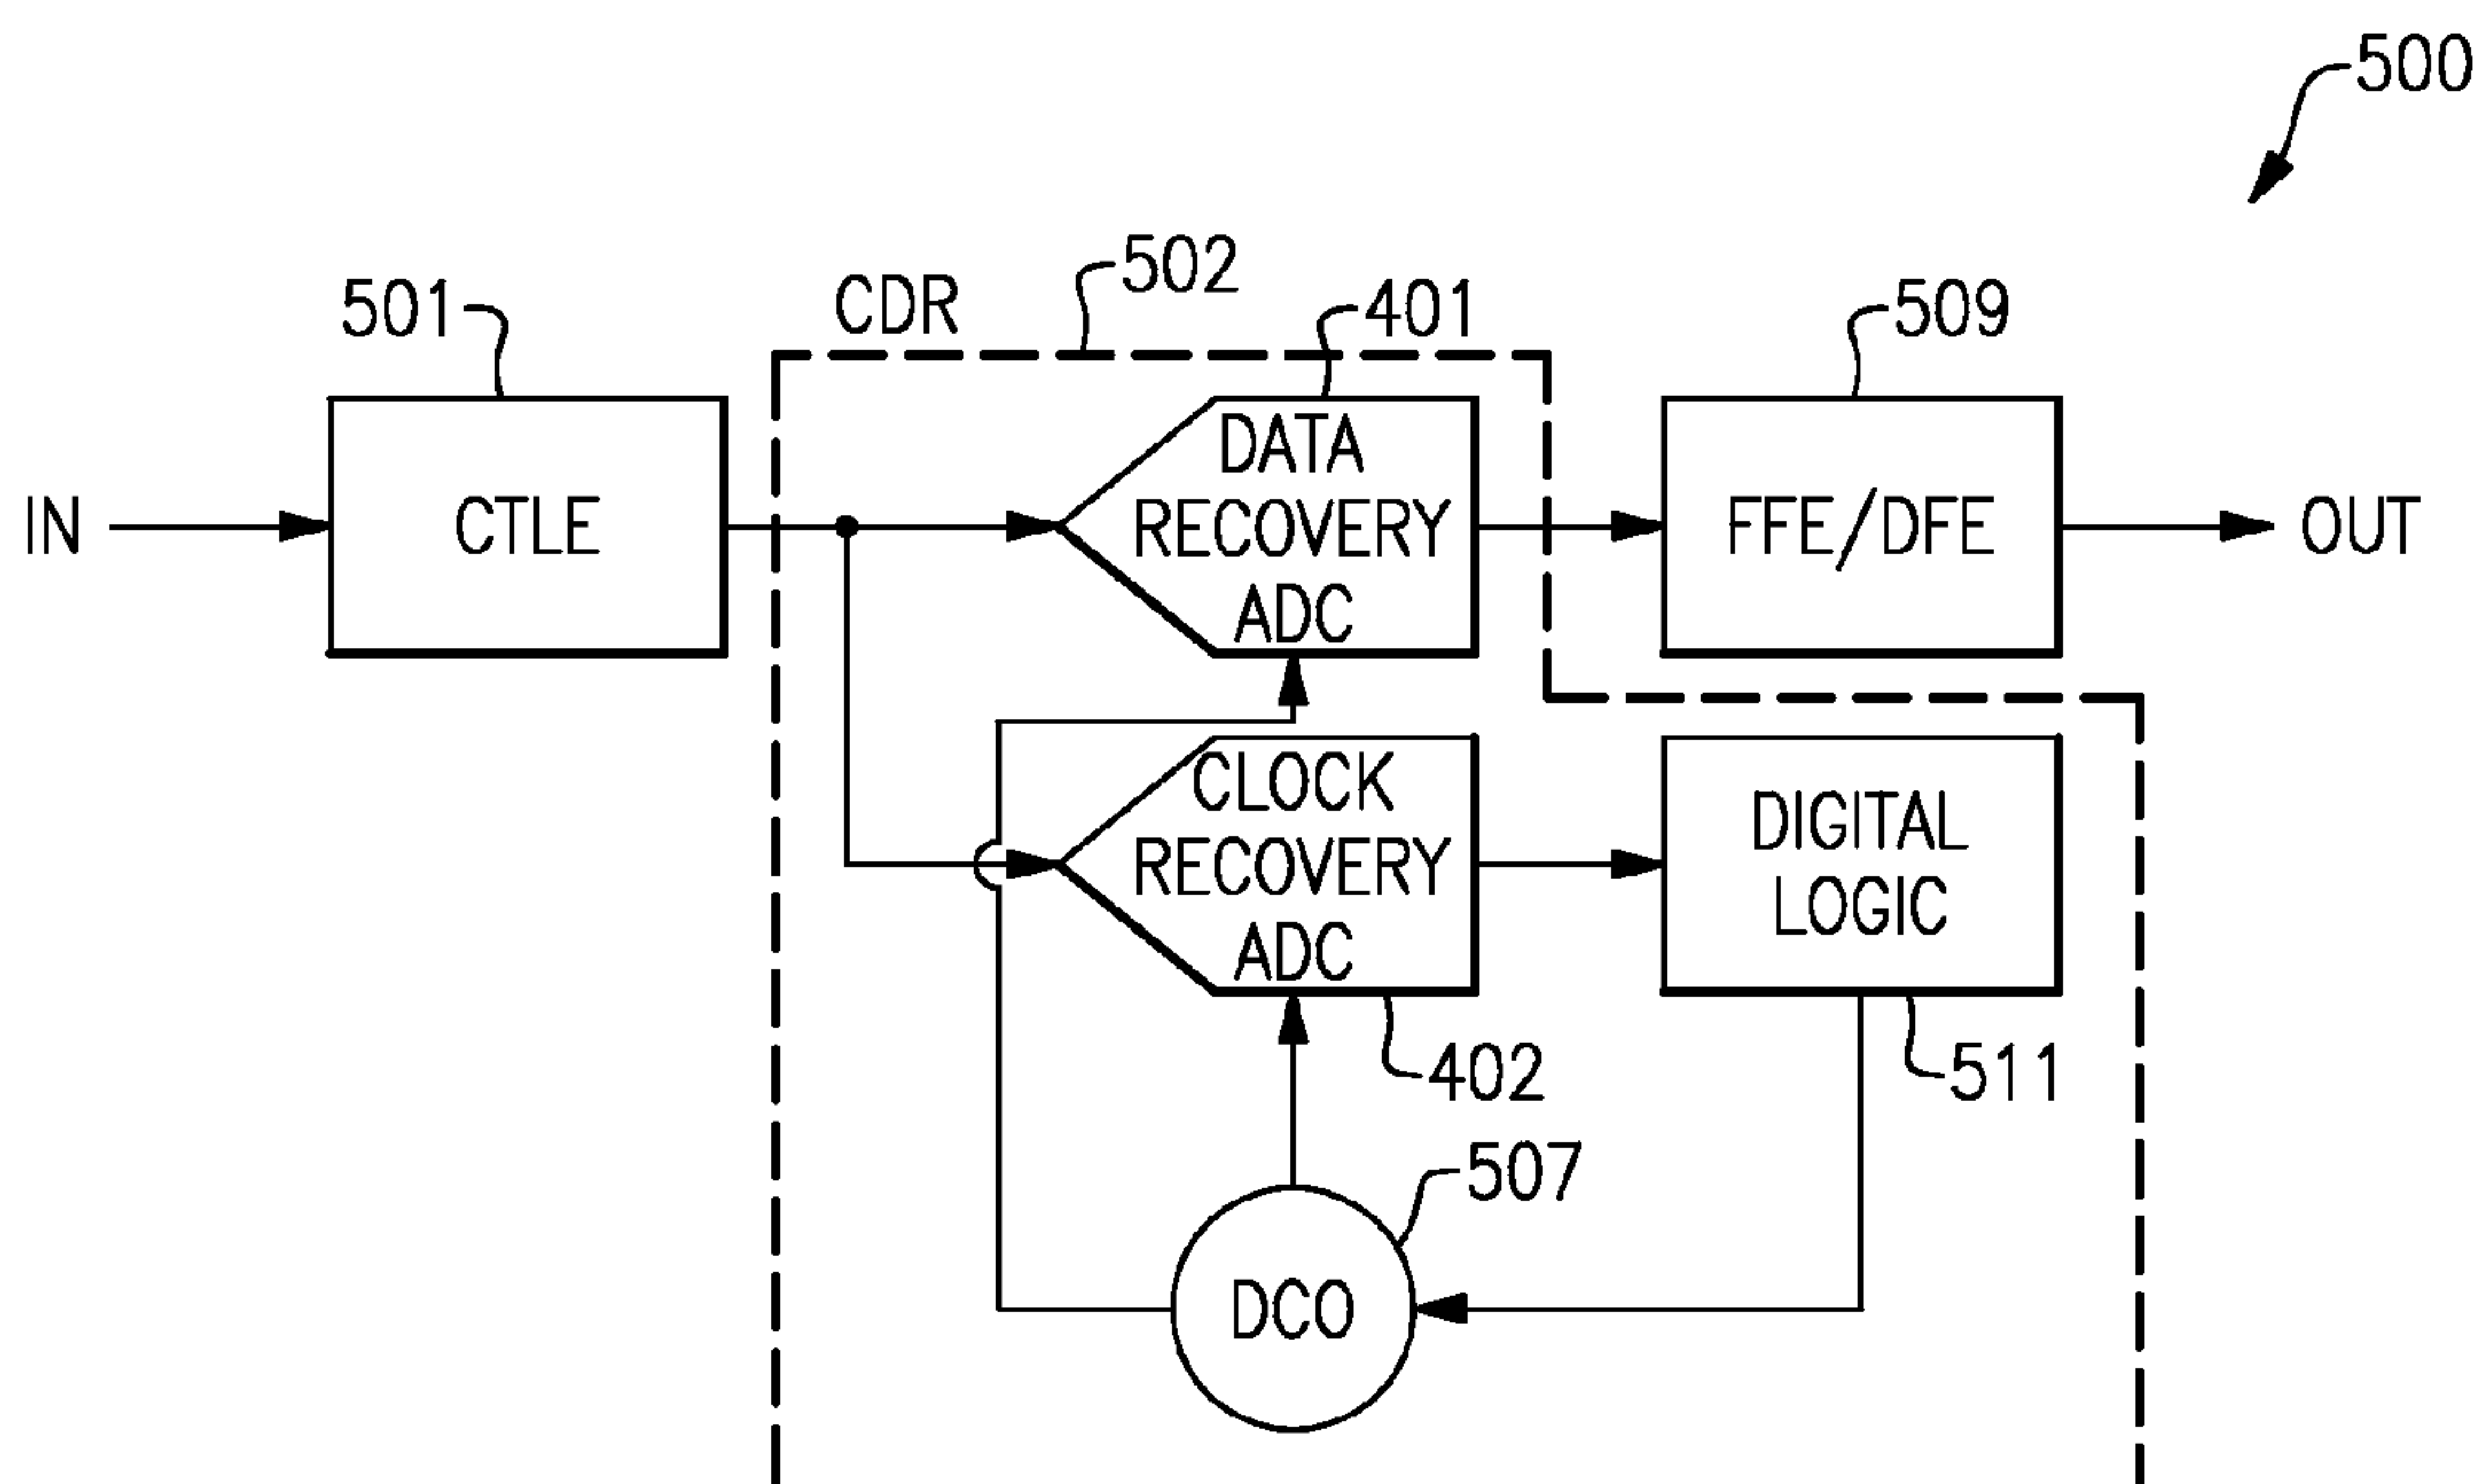 500
502
CDR
501
401
509
IN
CTLE
DATA
RECOVERY
ADC
FFE/DFE
OUT
CLOCK
RECOVERY
ADC
DIGITAL
LOGIC
402
511
507
DCO